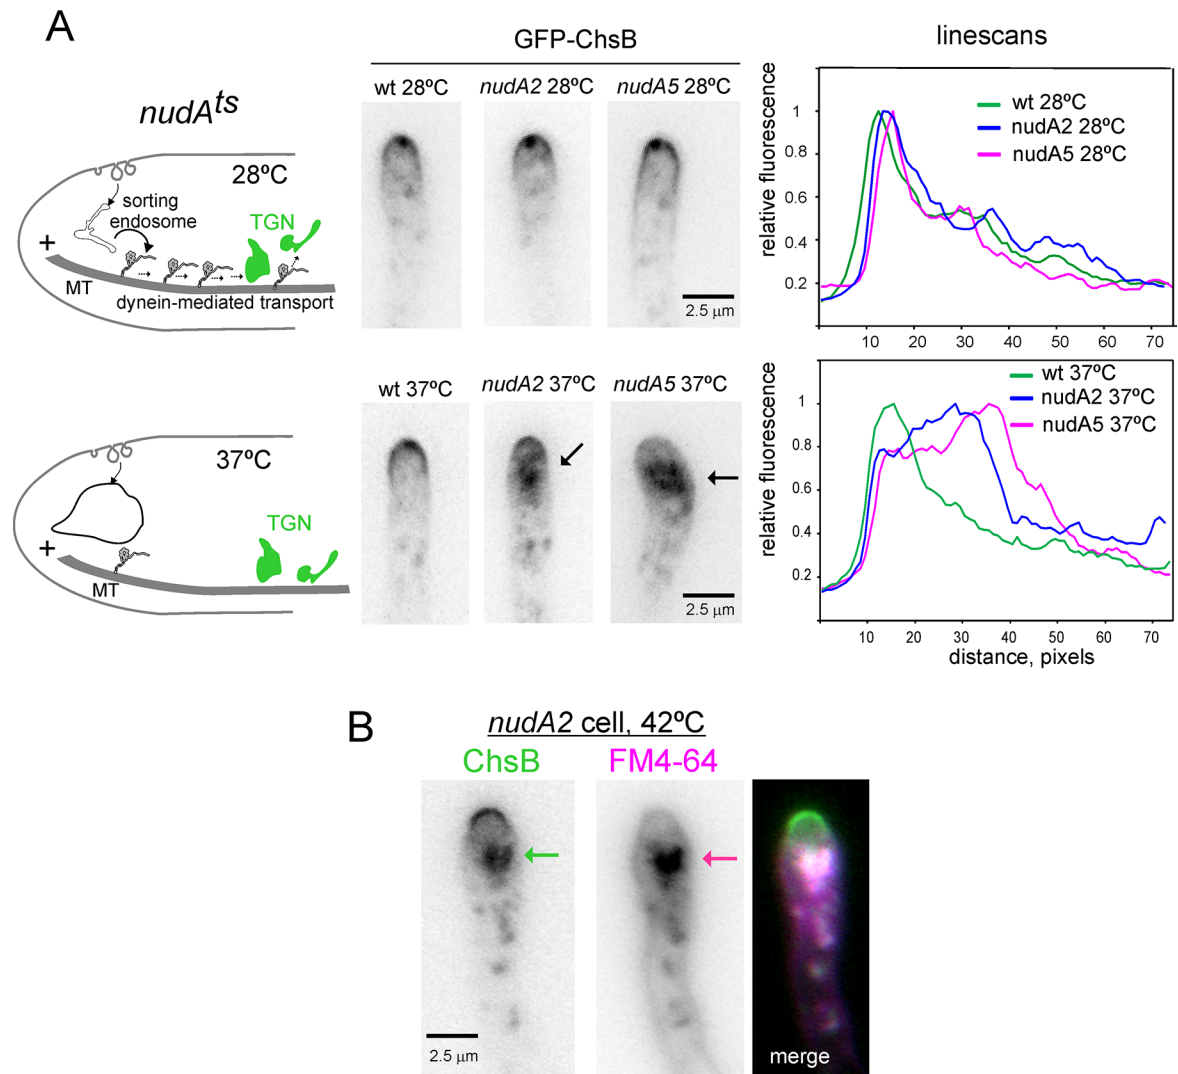 A
nudAts
28ºC
sorting
endosome
TGN
+
MT
dynein-mediated transport
37ºC
TGN
+
MT
GFP-ChsB
wt 28ºC
nudA2 28ºC
nudA5 28ºC
2.5 μm
wt 37ºC
nudA2 37ºC
nudA5 37ºC
2.5 μm
linescans
relative fluorescence
1
0.8
0.6
0.4
0.2
wt 28ºC
nudA2 28ºC
nudA5 28ºC
10 20 30 40 50 60 70
relative fluorescence
1
0.8
0.6
0.4
0.2
wt 37ºC
nudA2 37ºC
nudA5 37ºC
10 20 30 40 50 60 70
distance, pixels
B
nudA2 cell, 42ºC
ChsB
FM4-64
2.5 μm
merge